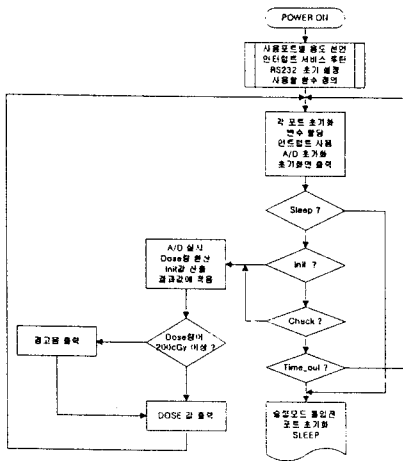 POWER ON
사용포트별 용도 선언
인터럽트 서비스 루틴
RS232 초기 설정
사용할 함수 정의
각 포트 초기화
변수 할당
인트럽트 사용
A/D 초기화
초기화면 출력
Sleep ?
A/D 실시
Dose량 환산
Init값 산출
결과값에 적용
Init ?
Check ?
Dose량이
200cGy 이상 ?
경고음 출력
Time_out ?
DOSE 값 출력
슬립모드 돌입전
포트 초기화
SLEEP